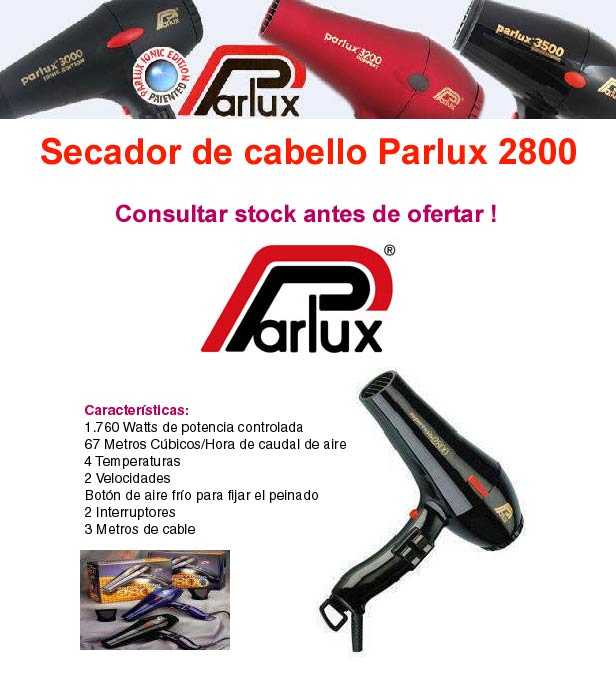 parlux 3000
IONIC EDITION
PARLUX IONIC EDITION
PATENTED
Parlux
parlux 3200
parlux 3500
Secador de cabello Parlux 2800
Consultar stock antes de ofertar !
Parlux ®
Características:
1.760 Watts de potencia controlada
67 Metros Cúbicos/Hora de caudal de aire
4 Temperaturas
2 Velocidades
Botón de aire frío para fijar el peinado
2 Interruptores
3 Metros de cable